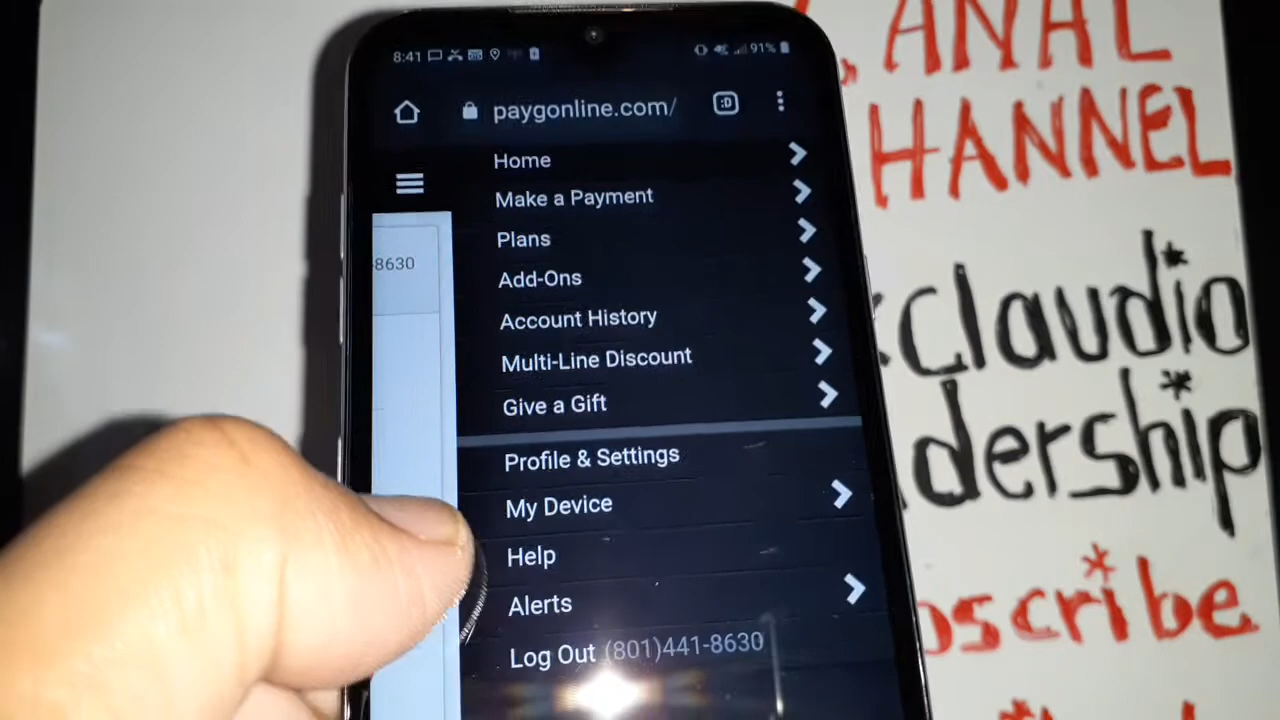 8:41 91%
paygonline.com/ :D
Home
Make a Payment
-8630
Plans
Add-Ons
Account History
Multi-Line Discount
Give a Gift
Profile & Settings
My Device
Help
Alerts
Log Out (801)441-8630
ANAL
HANNEL
claudio*
dership*
scribe*